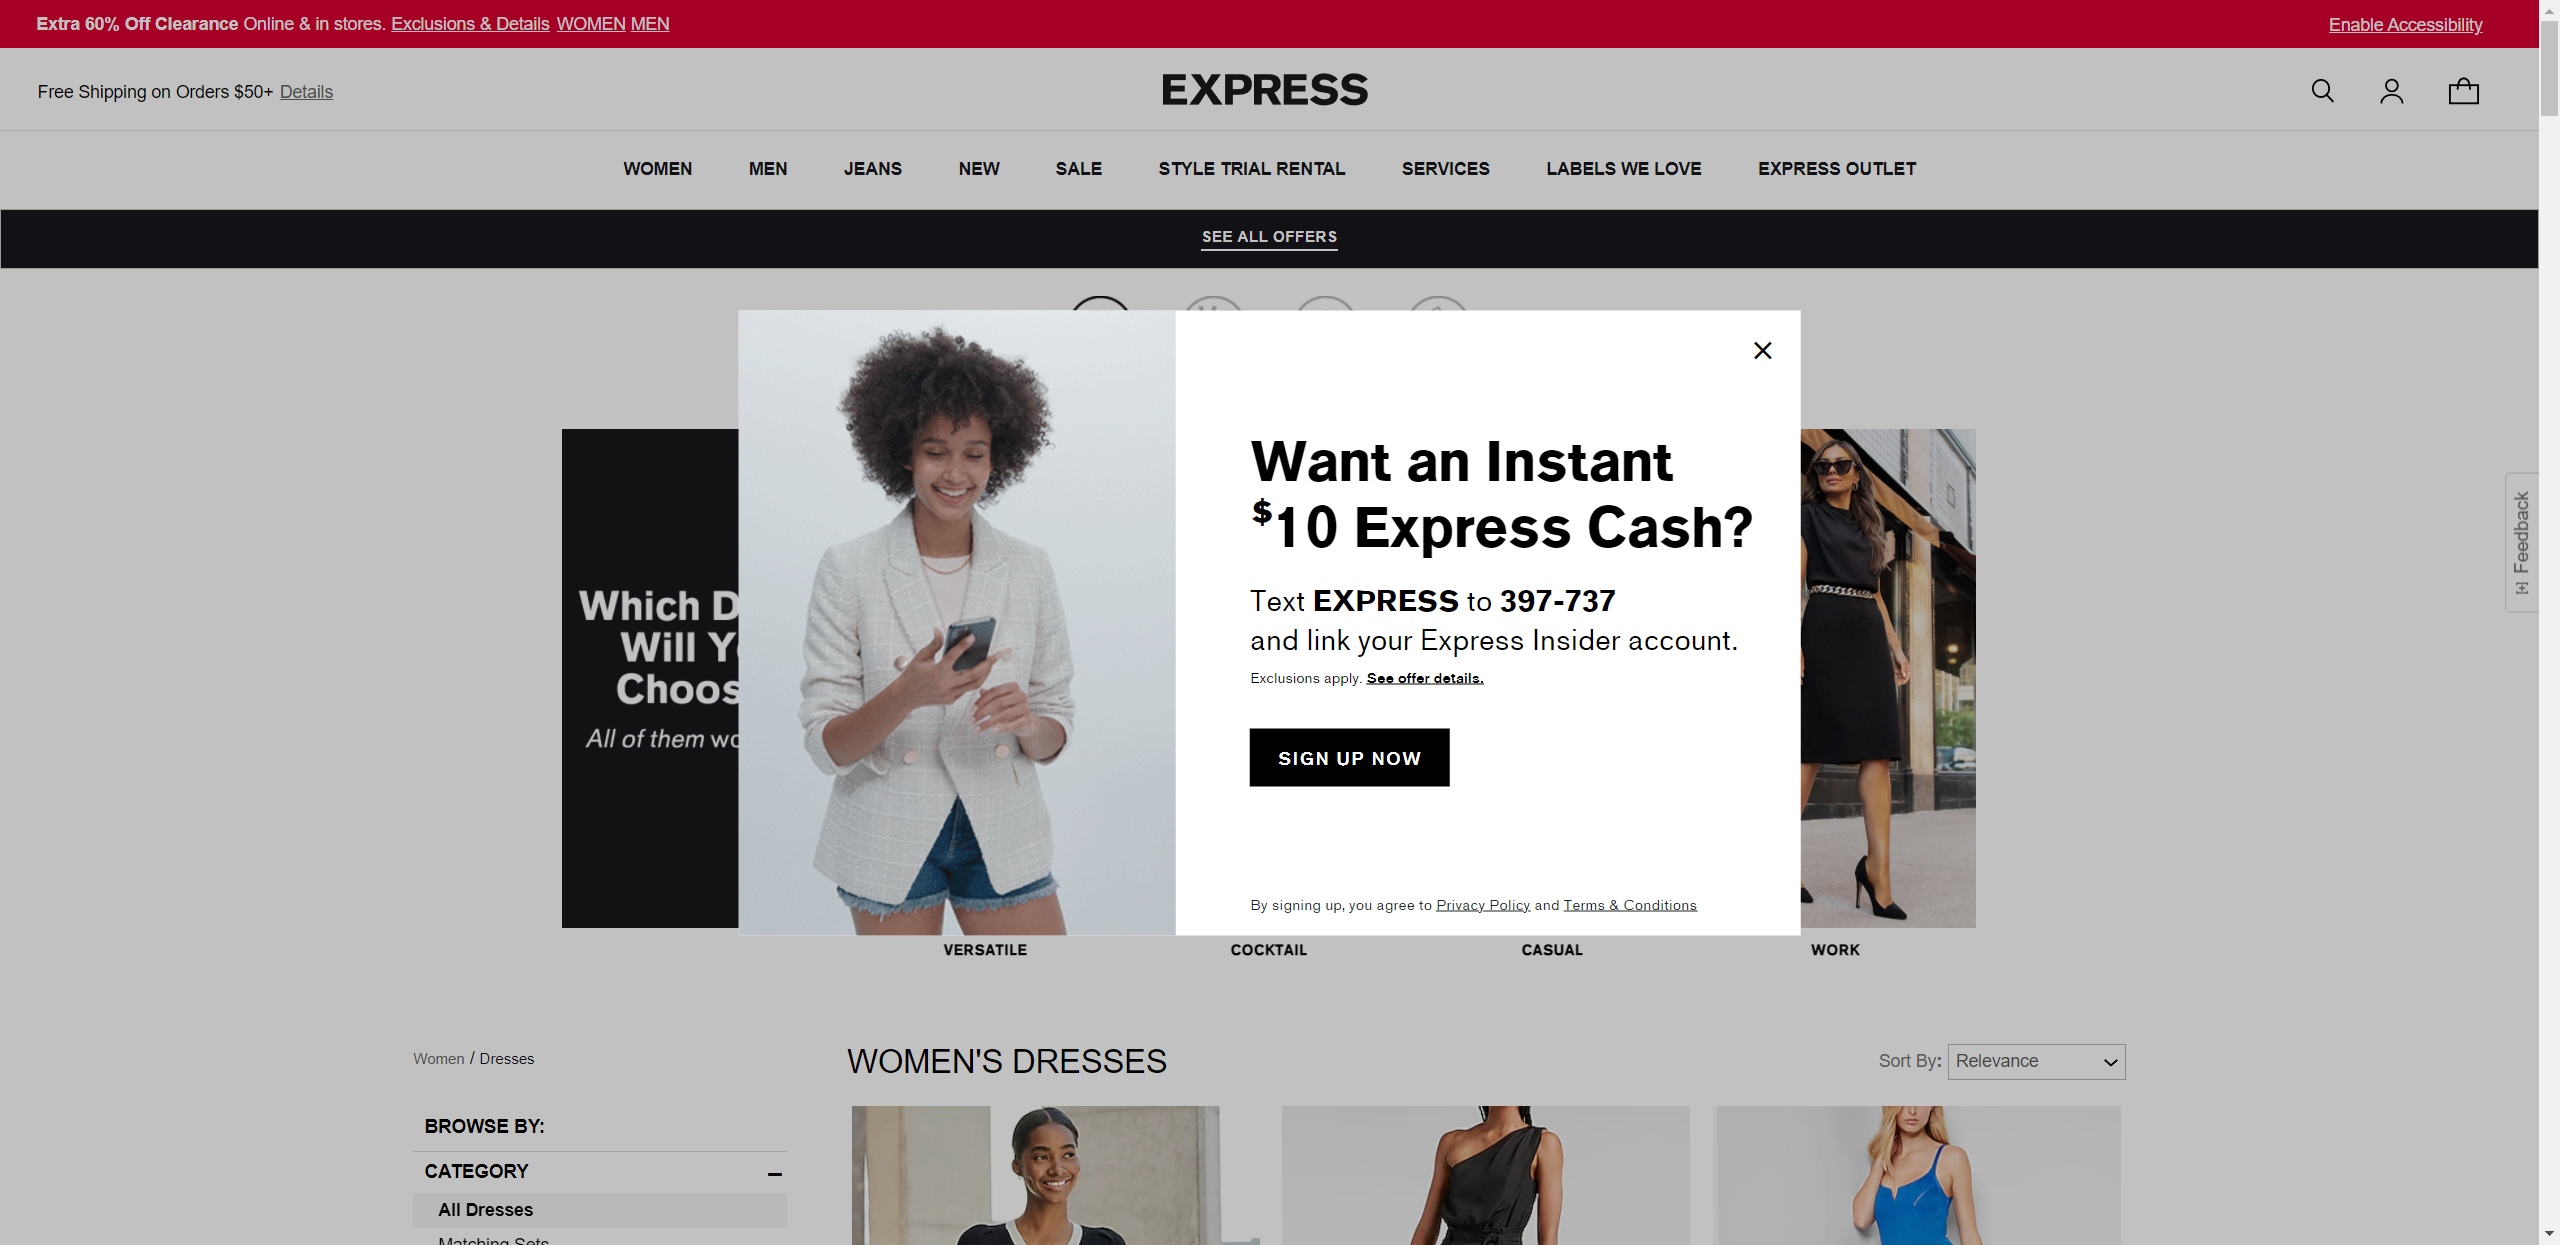 Extra 60% Off Clearance Online & in stores. Exclusions & Details WOMEN MEN
Enable Accessibility
Free Shipping on Orders $50+ Details
EXPRESS
WOMEN MEN JEANS NEW SALE STYLE TRIAL RENTAL SERVICES LABELS WE LOVE EXPRESS OUTLET
SEE ALL OFFERS
Want an Instant
$10 Express Cash?
Text EXPRESS to 397-737
and link your Express Insider account.
Exclusions apply. See offer details.
SIGN UP NOW
By signing up, you agree to Privacy Policy and Terms & Conditions
Which D
Will Y
Choos
All of them wo
[+] Feedback
VERSATILE COCKTAIL CASUAL WORK
Women / Dresses
WOMEN'S DRESSES
Sort By: Relevance
BROWSE BY:
CATEGORY
All Dresses
Matching Sets